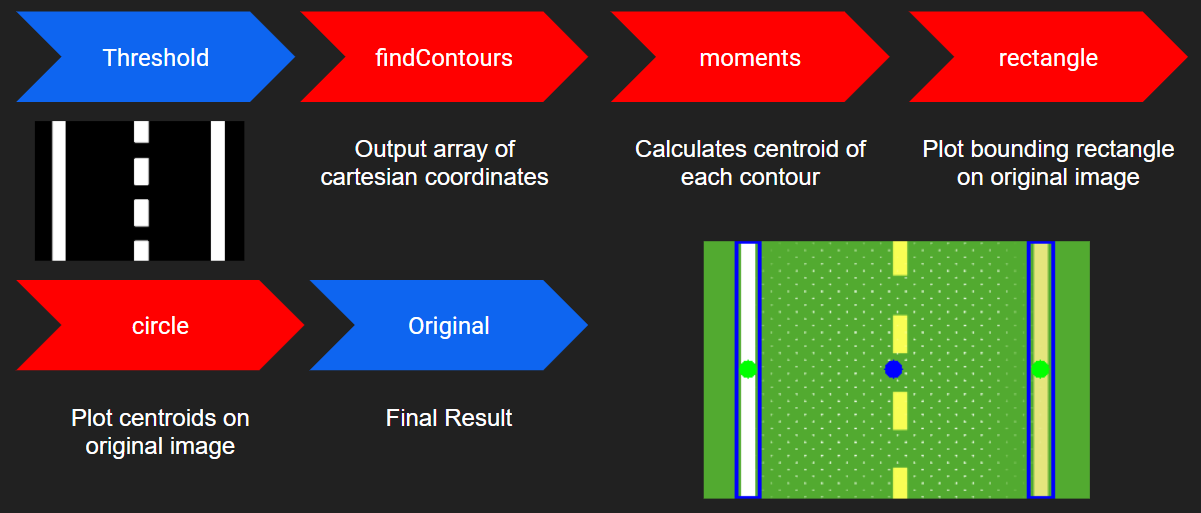 Threshold
findContours
moments
rectangle
Output array of
cartesian coordinates
Calculates centroid of
each contour
Plot bounding rectangle
on original image
circle
Original
Plot centroids on
original image
Final Result